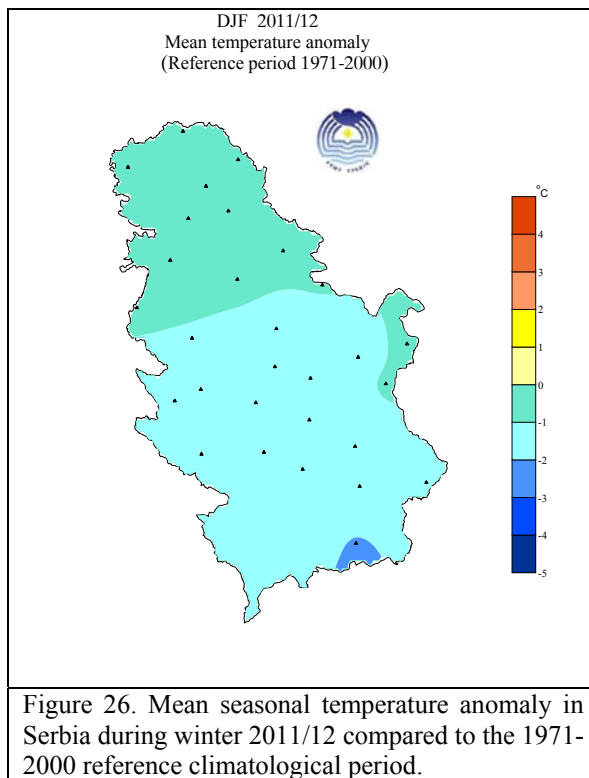 DJF 2011/12
Mean temperature anomaly
(Reference period 1971-2000)
°C
4
3
2
1
0
-1
-2
-3
-4
-5
Figure 26. Mean seasonal temperature anomaly in
Serbia during winter 2011/12 compared to the 1971-
2000 reference climatological period.